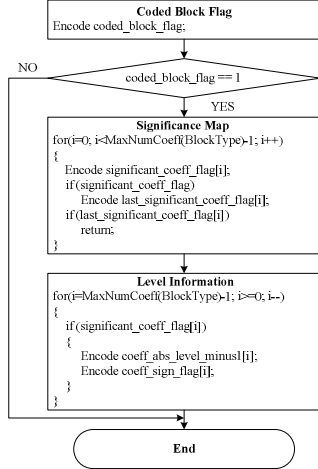 Coded Block Flag
Encode coded_block_flag;
NO
coded_block_flag == 1
YES
Significance Map
for(i=0; i<MaxNumCoeff(BlockType)-1; i++)
{
Encode significant_coeff_flag[i];
if(significant_coeff_flag)
Encode last_significant_coeff_flag[i];
if(last_significant_coeff_flag[i])
return;
}
Level Information
for(i=MaxNumCoeff(BlockType)-1; i>=0; i--)
{
if(significant_coeff_flag[i])
{
Encode coeff_abs_level_minus1[i];
Encode coeff_sign_flag[i];
}
}
End